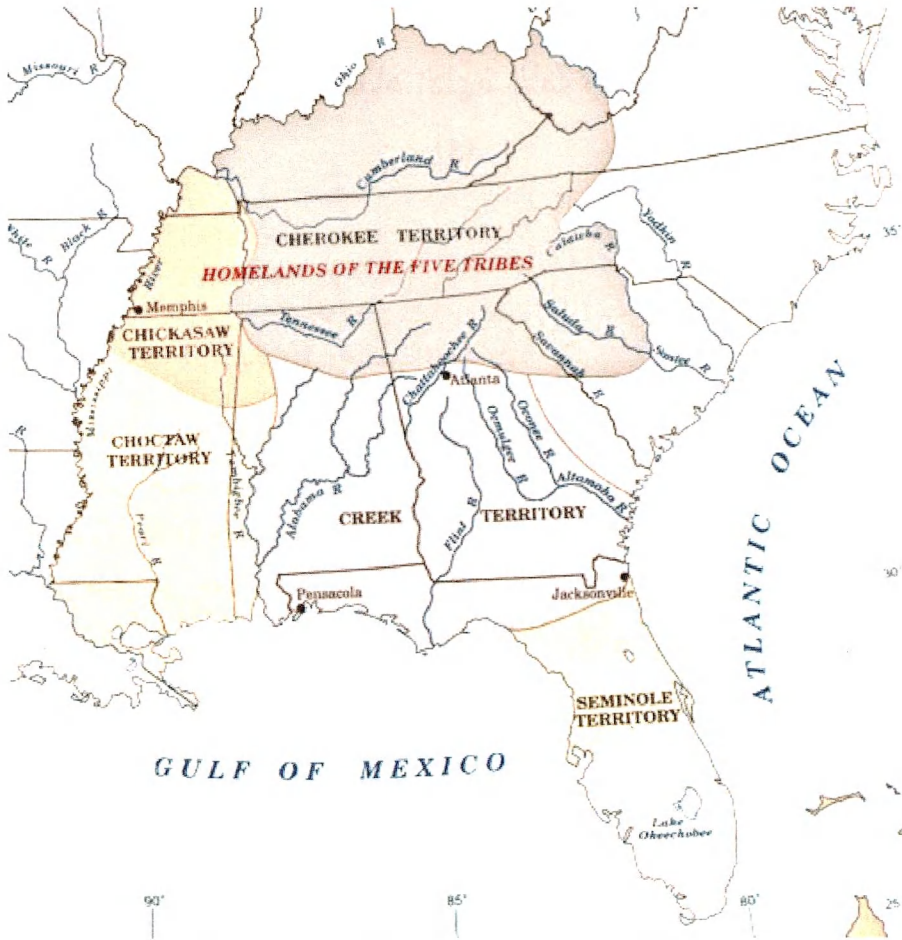 Missouri R
Ohio R
Cumberland R
White R
Black R
River
CHEROKEE TERRITORY
HOMELANDS OF THE FIVE TRIBES
Catawba R
Yadkin R
35°
Memphis
CHICKASAW
TERRITORY
Tennessee R
Chattahoochee R
Saluda R
Savannah R
Santee R
Atlanta
Mississippi
R
CHOCTAW
TERRITORY
Tombigbee R
Pearl R
Alabama R
Ocmulgee R
Oconee R
Altamaha R
Flint R
CREEK TERRITORY
Pensacola
Jacksonville
30°
ATLANTIC OCEAN
SEMINOLE
TERRITORY
GULF OF MEXICO
Lake
Okeechobee
90°
85°
80°
25